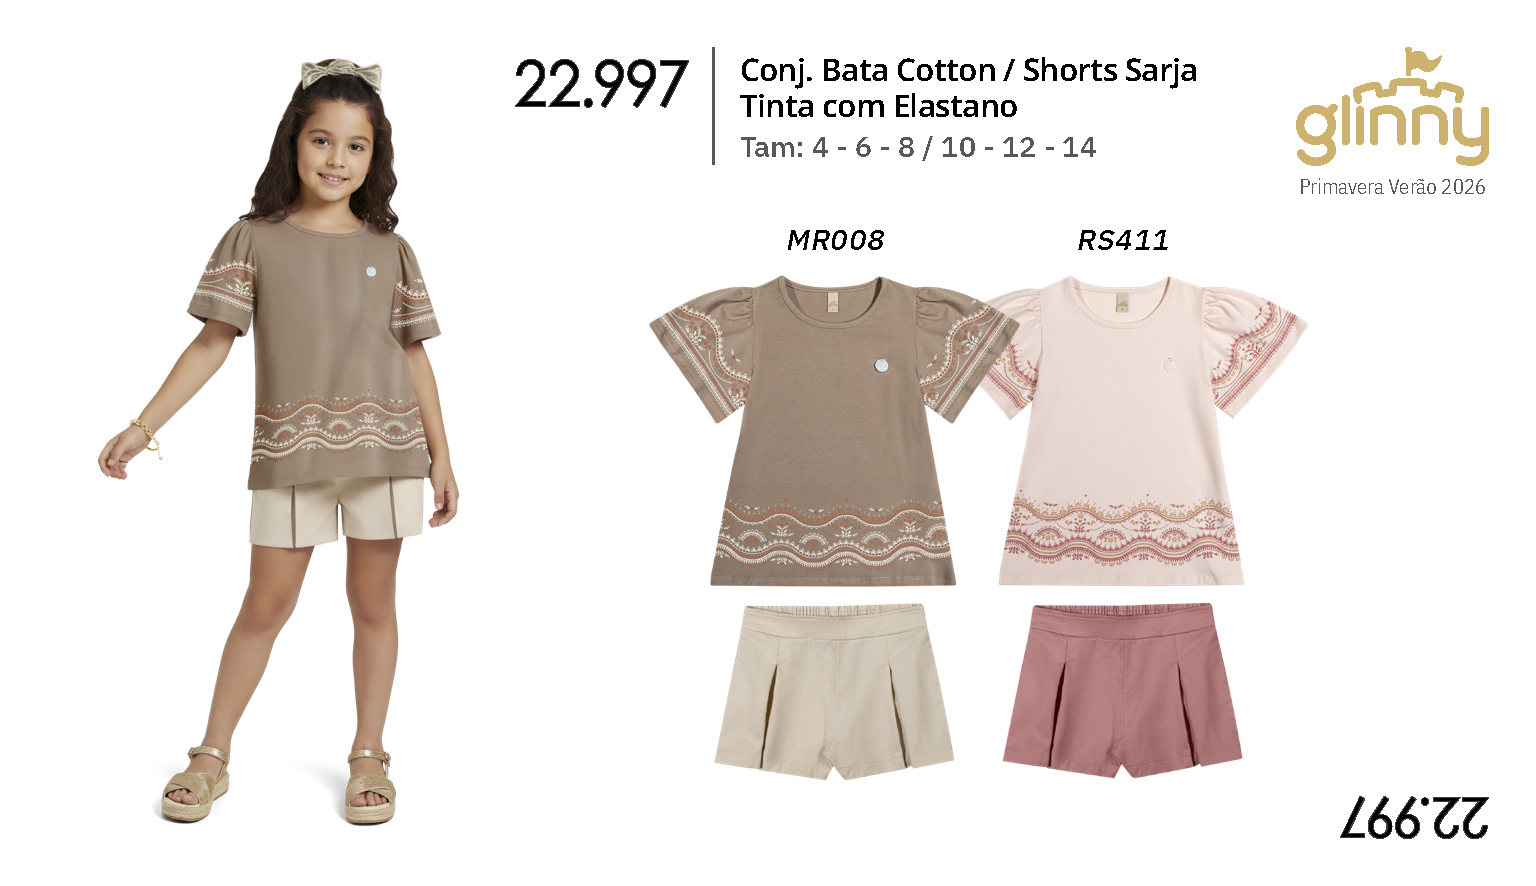 22.997
Conj. Bata Cotton / Shorts Sarja
Tinta com Elastano
Tam: 4 - 6 - 8 / 10 - 12 - 14
glinny
Primavera Verão 2026
MR008
RS411
22.997